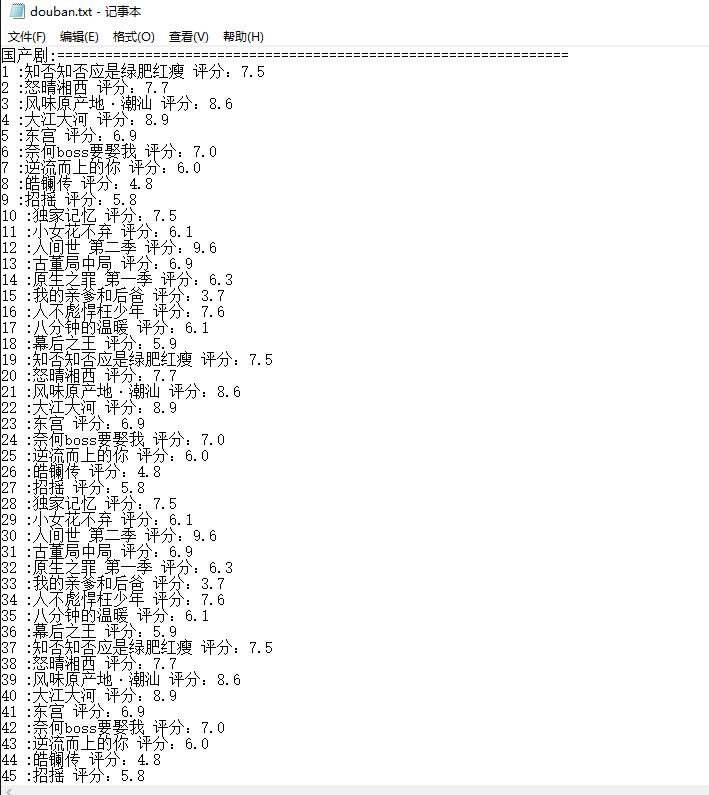 douban.txt - 记事本
文件(F) 编辑(E) 格式(O) 查看(V) 帮助(H)
国产剧:================================================================
1 :知否知否应是绿肥红瘦 评分：7.5
2 :怒晴湘西 评分：7.7
3 :风味原产地·潮汕 评分：8.6
4 :大江大河 评分：8.9
5 :东宫 评分：6.9
6 :奈何boss要娶我 评分：7.0
7 :逆流而上的你 评分：6.0
8 :皓镧传 评分：4.8
9 :招摇 评分：5.8
10 :独家记忆 评分：7.5
11 :小女花不弃 评分：6.1
12 :人间世 第二季 评分：9.6
13 :古董局中局 评分：6.9
14 :原生之罪 第一季 评分：6.3
15 :我的亲爹和后爸 评分：3.7
16 :人不彪悍枉少年 评分：7.6
17 :八分钟的温暖 评分：6.1
18 :幕后之王 评分：5.9
19 :知否知否应是绿肥红瘦 评分：7.5
20 :怒晴湘西 评分：7.7
21 :风味原产地·潮汕 评分：8.6
22 :大江大河 评分：8.9
23 :东宫 评分：6.9
24 :奈何boss要娶我 评分：7.0
25 :逆流而上的你 评分：6.0
26 :皓镧传 评分：4.8
27 :招摇 评分：5.8
28 :独家记忆 评分：7.5
29 :小女花不弃 评分：6.1
30 :人间世 第二季 评分：9.6
31 :古董局中局 评分：6.9
32 :原生之罪 第一季 评分：6.3
33 :我的亲爹和后爸 评分：3.7
34 :人不彪悍枉少年 评分：7.6
35 :八分钟的温暖 评分：6.1
36 :幕后之王 评分：5.9
37 :知否知否应是绿肥红瘦 评分：7.5
38 :怒晴湘西 评分：7.7
39 :风味原产地·潮汕 评分：8.6
40 :大江大河 评分：8.9
41 :东宫 评分：6.9
42 :奈何boss要娶我 评分：7.0
43 :逆流而上的你 评分：6.0
44 :皓镧传 评分：4.8
45 :招摇 评分：5.8